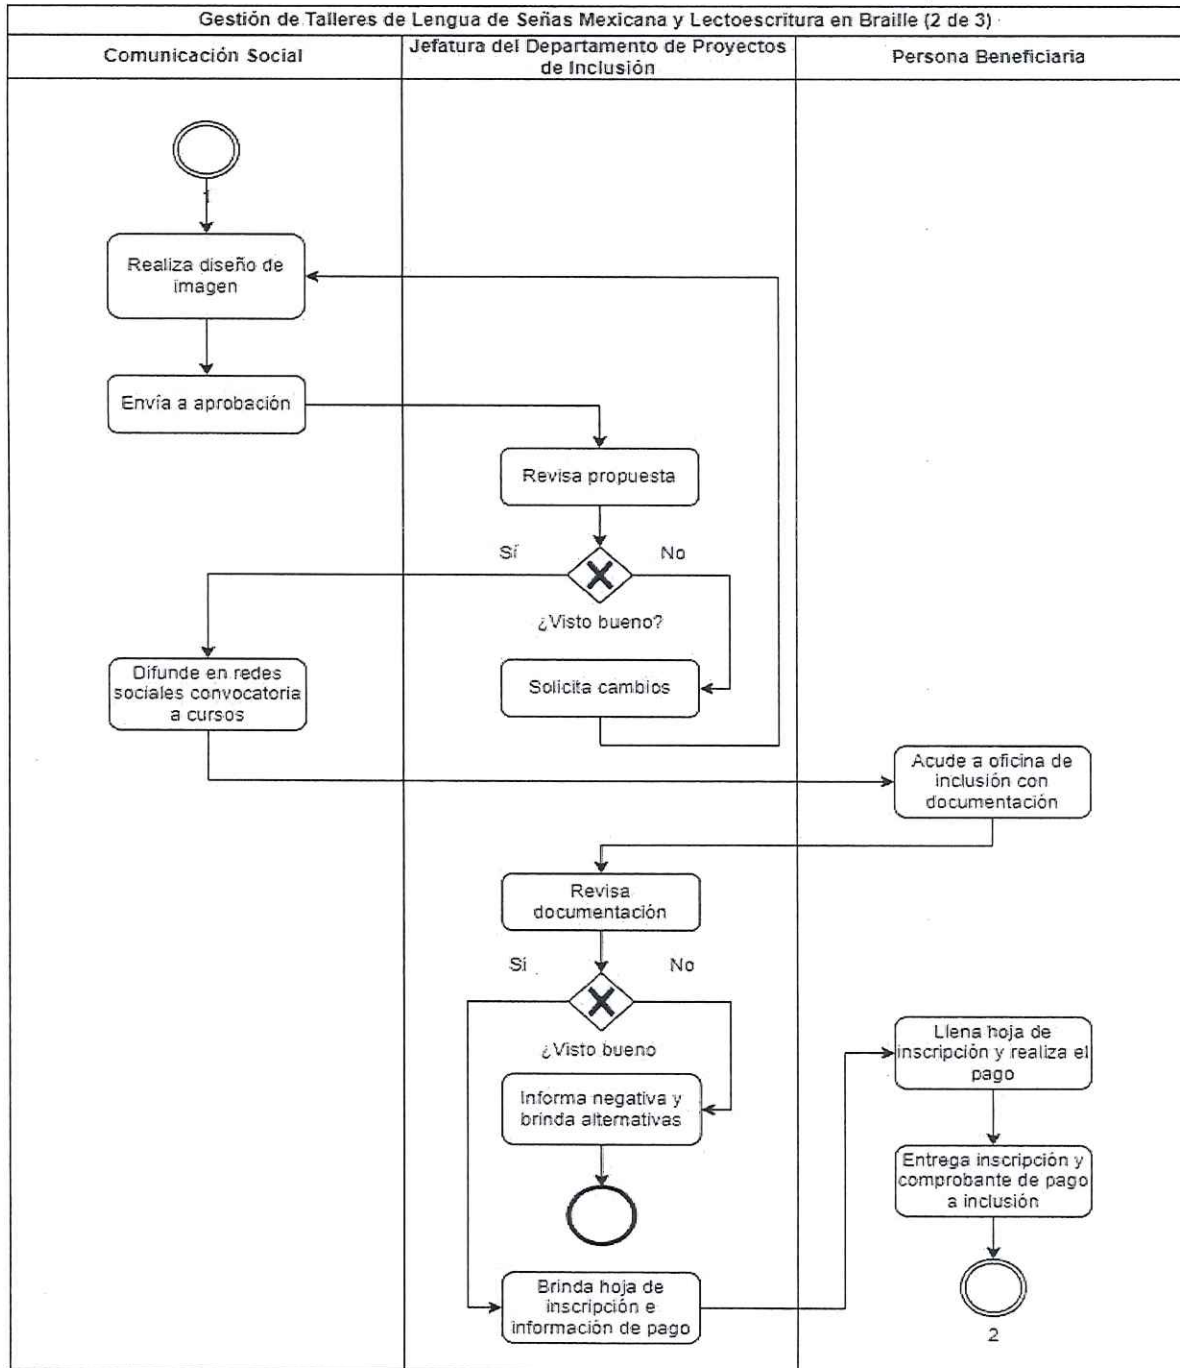 Gestión de Talleres de Lengua de Señas Mexicana y Lectoescritura en Braille (2 de 3)
Comunicación Social
Jefatura del Departamento de Proyectos
de Inclusión
Persona Beneficiaria
1
Realiza diseño de
imagen
Envía a aprobación
Revisa propuesta
Sí
No
¿Visto bueno?
Difunde en redes
sociales convocatoria
a cursos
Solicita cambios
Acude a oficina de
inclusión con
documentación
Revisa
documentación
Si
No
¿Visto bueno
Llena hoja de
inscripción y realiza el
pago
Informa negativa y
brinda alternativas
Entrega inscripción y
comprobante de pago
a inclusión
Brinda hoja de
inscripción e
información de pago
2